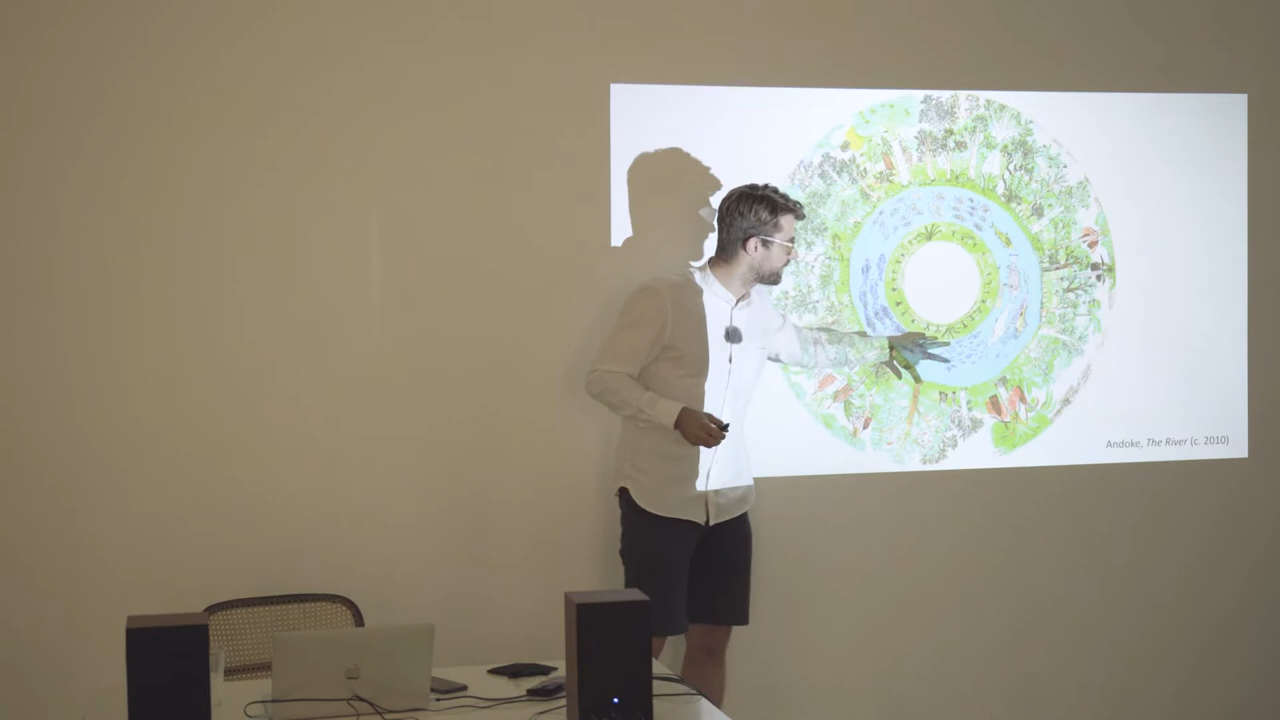 Andoke, The River (c. 2010)